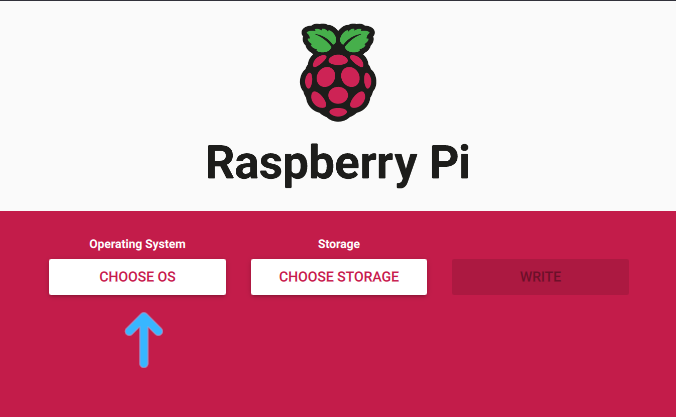 Raspberry Pi
Operating System
Storage
CHOOSE OS
CHOOSE STORAGE
WRITE